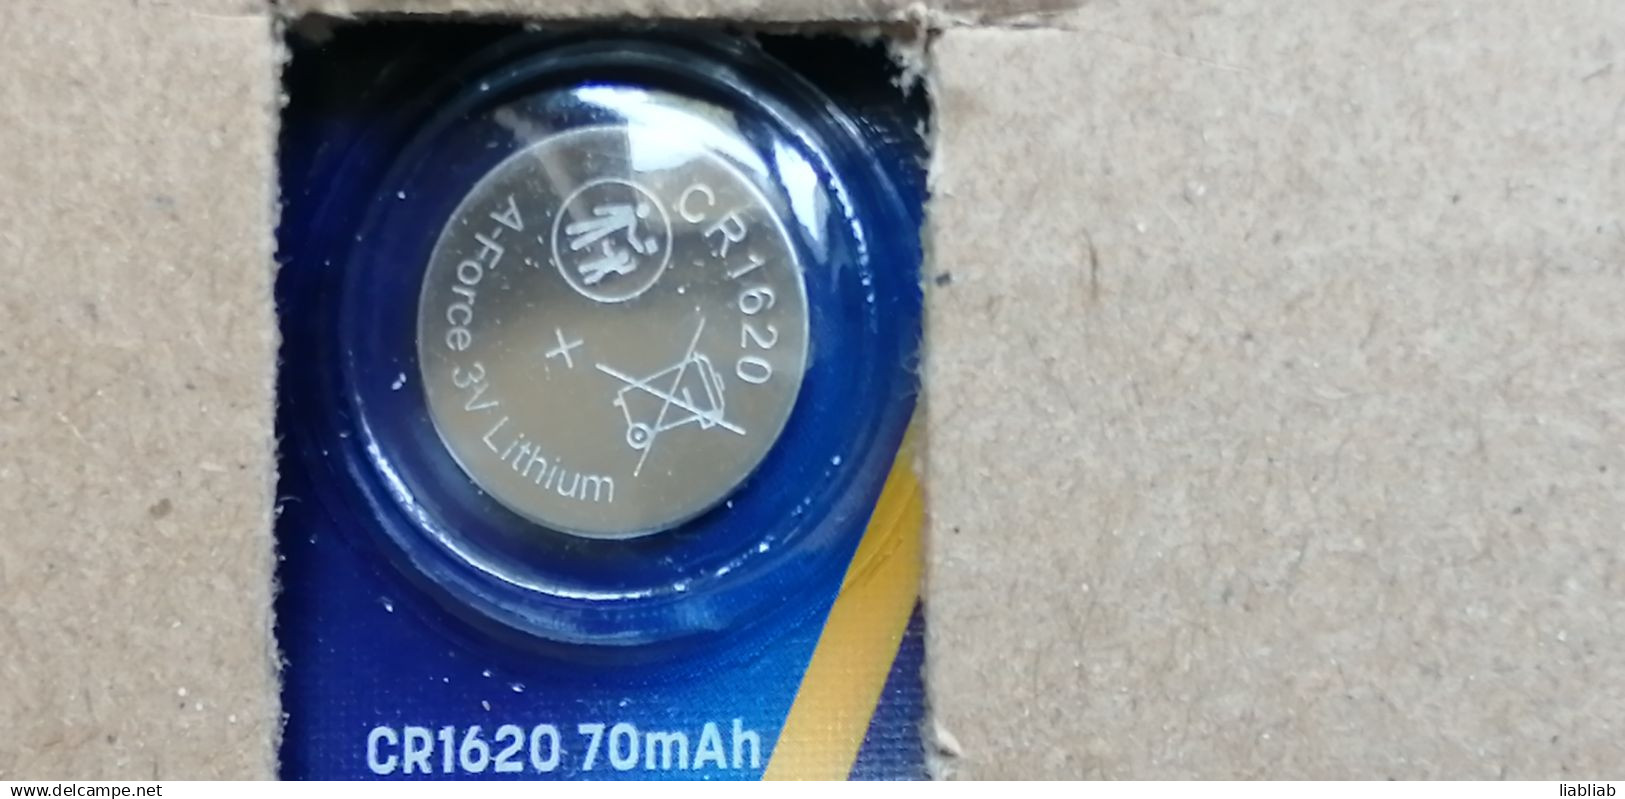 CR1620
A-Force 3V Lithium
+
CR1620 70mAh
www.delcampe.net
liablab